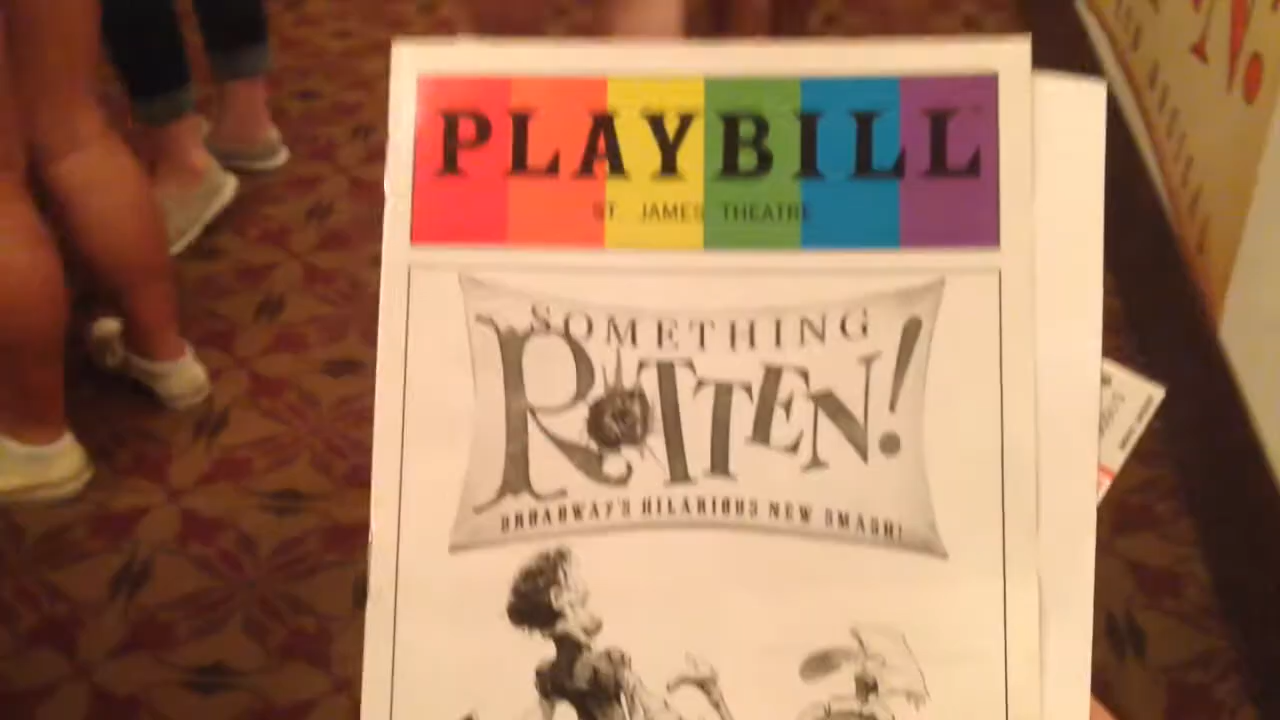 PLAYBILL
ST. JAMES THEATRE
SOMETHING
ROTTEN!
BROADWAY'S HILARIOUS NEW SMASH!
N.